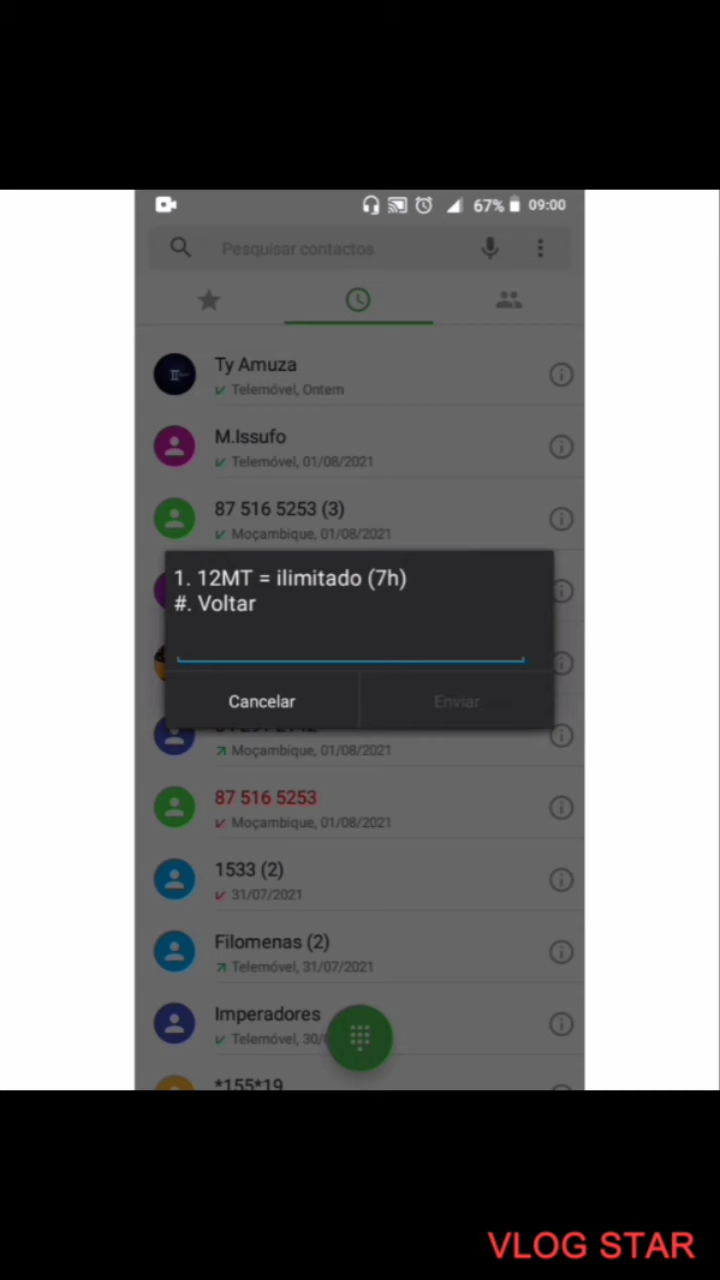 67% 09:00
Pesquisar contactos
Ty Amuza
Telemóvel, Ontem
M.Issufo
Telemóvel, 01/08/2021
87 516 5253 (3)
Moçambique, 01/08/2021
1. 12MT = ilimitado (7h)
#. Voltar
Cancelar
Enviar
Moçambique, 01/08/2021
87 516 5253
Moçambique, 01/08/2021
1533 (2)
31/07/2021
Filomenas (2)
Telemóvel, 31/07/2021
Imperadores
Telemóvel, 30/
*155*19
VLOG STAR